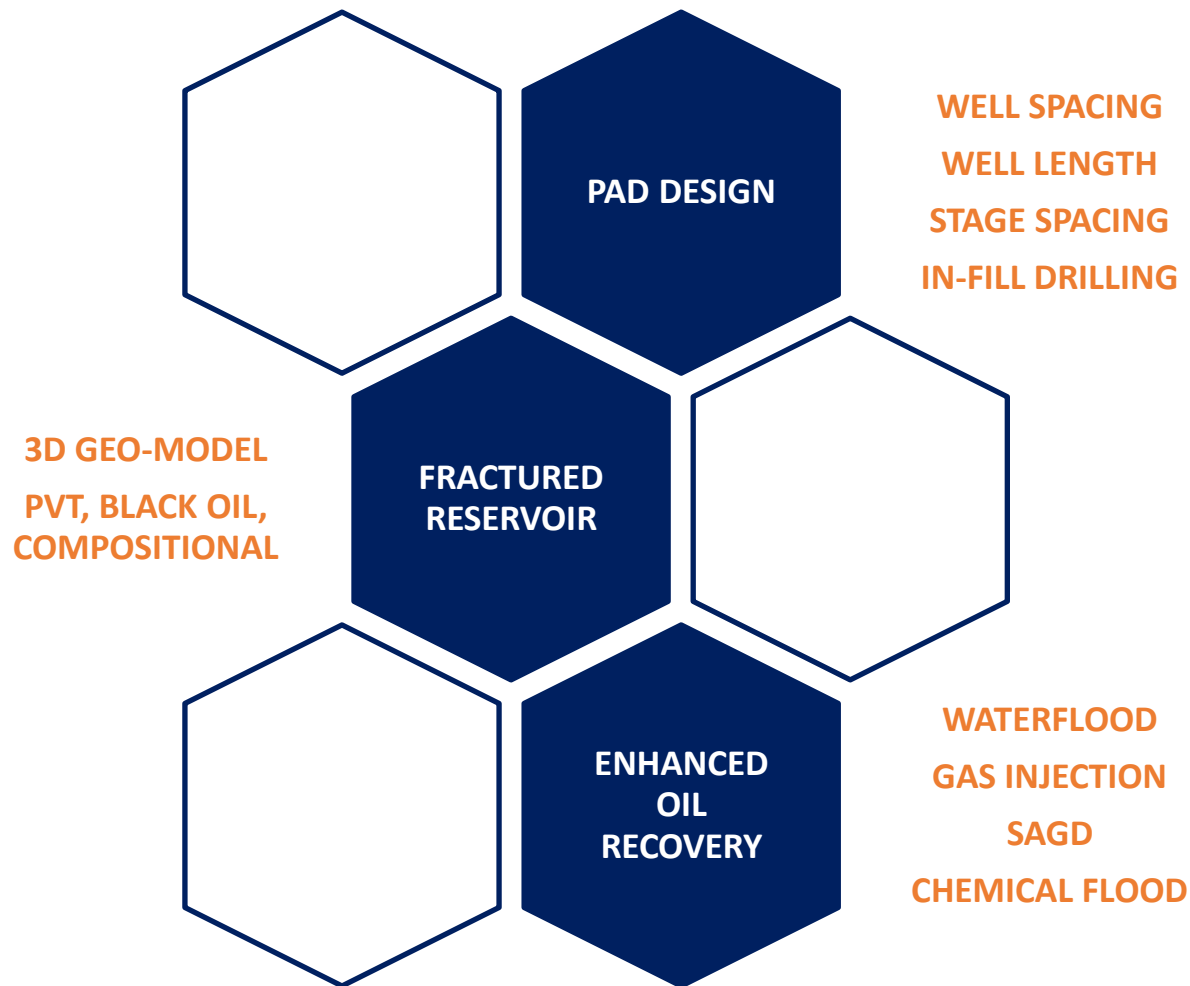 PAD DESIGN
WELL SPACING
WELL LENGTH
STAGE SPACING
IN-FILL DRILLING
3D GEO-MODEL
PVT, BLACK OIL,
COMPOSITIONAL
FRACTURED
RESERVOIR
ENHANCED
OIL
RECOVERY
WATERFLOOD
GAS INJECTION
SAGD
CHEMICAL FLOOD